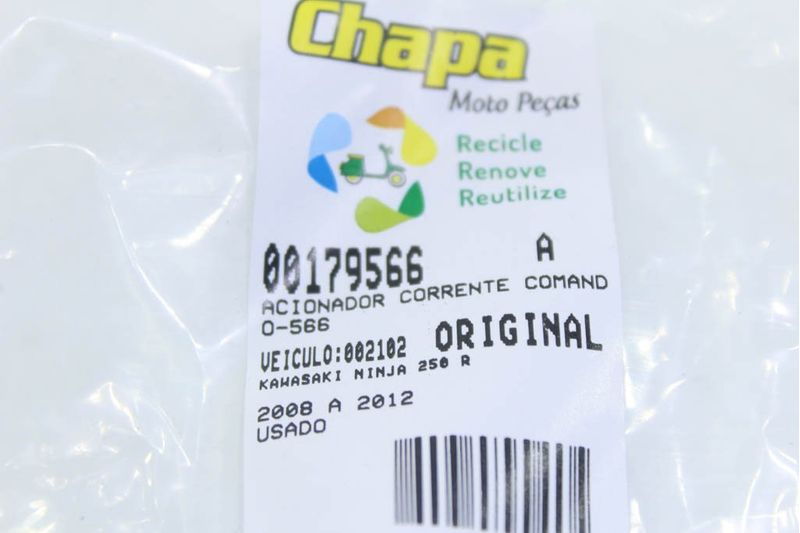 Chapa
Moto Peças
Recicle
Renove
Reutilize
00179566 A
ACIONADOR CORRENTE COMAND
O-566
VEICULO:002102 ORIGINAL
KAWASAKI NINJA 250 R
2008 A 2012
USADO